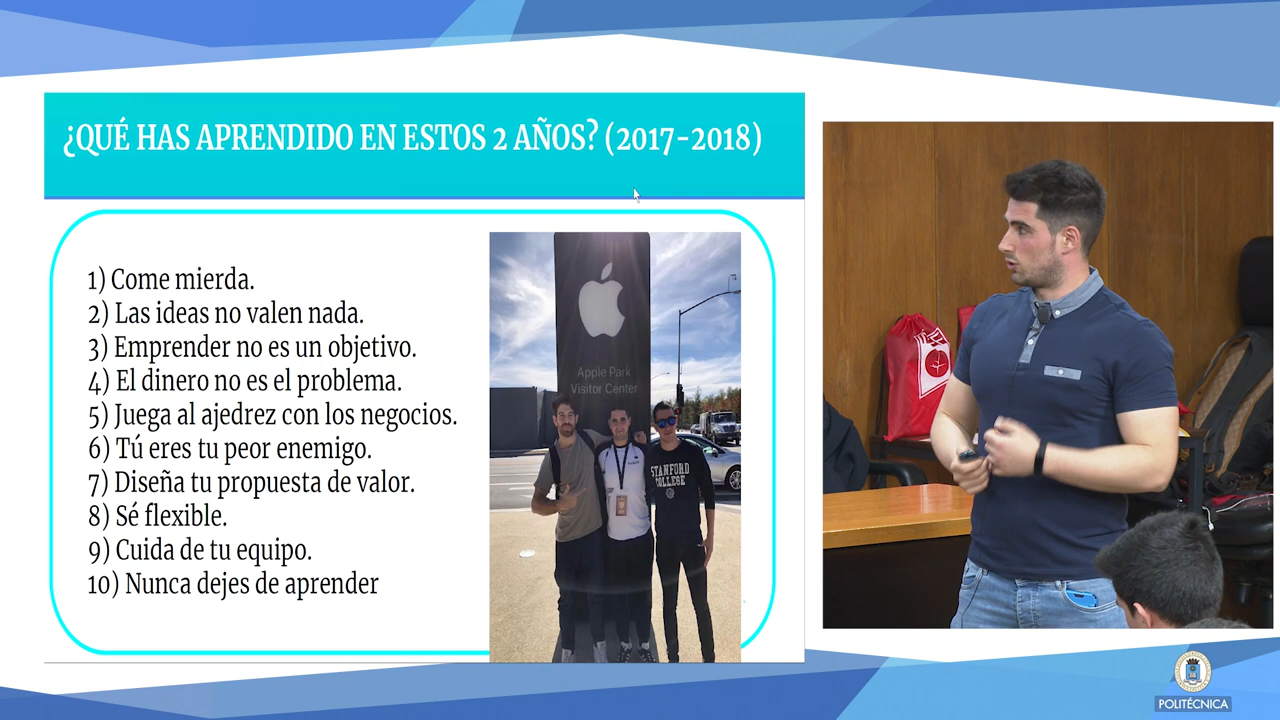 ¿QUÉ HAS APRENDIDO EN ESTOS 2 AÑOS? (2017-2018)
1) Come mierda.
2) Las ideas no valen nada.
3) Emprender no es un objetivo.
4) El dinero no es el problema.
5) Juega al ajedrez con los negocios.
6) Tú eres tu peor enemigo.
7) Diseña tu propuesta de valor.
8) Sé flexible.
9) Cuida de tu equipo.
10) Nunca dejes de aprender
Apple Park
Visitor Center
STANFORD
COLLEGE
POLITÉCNICA